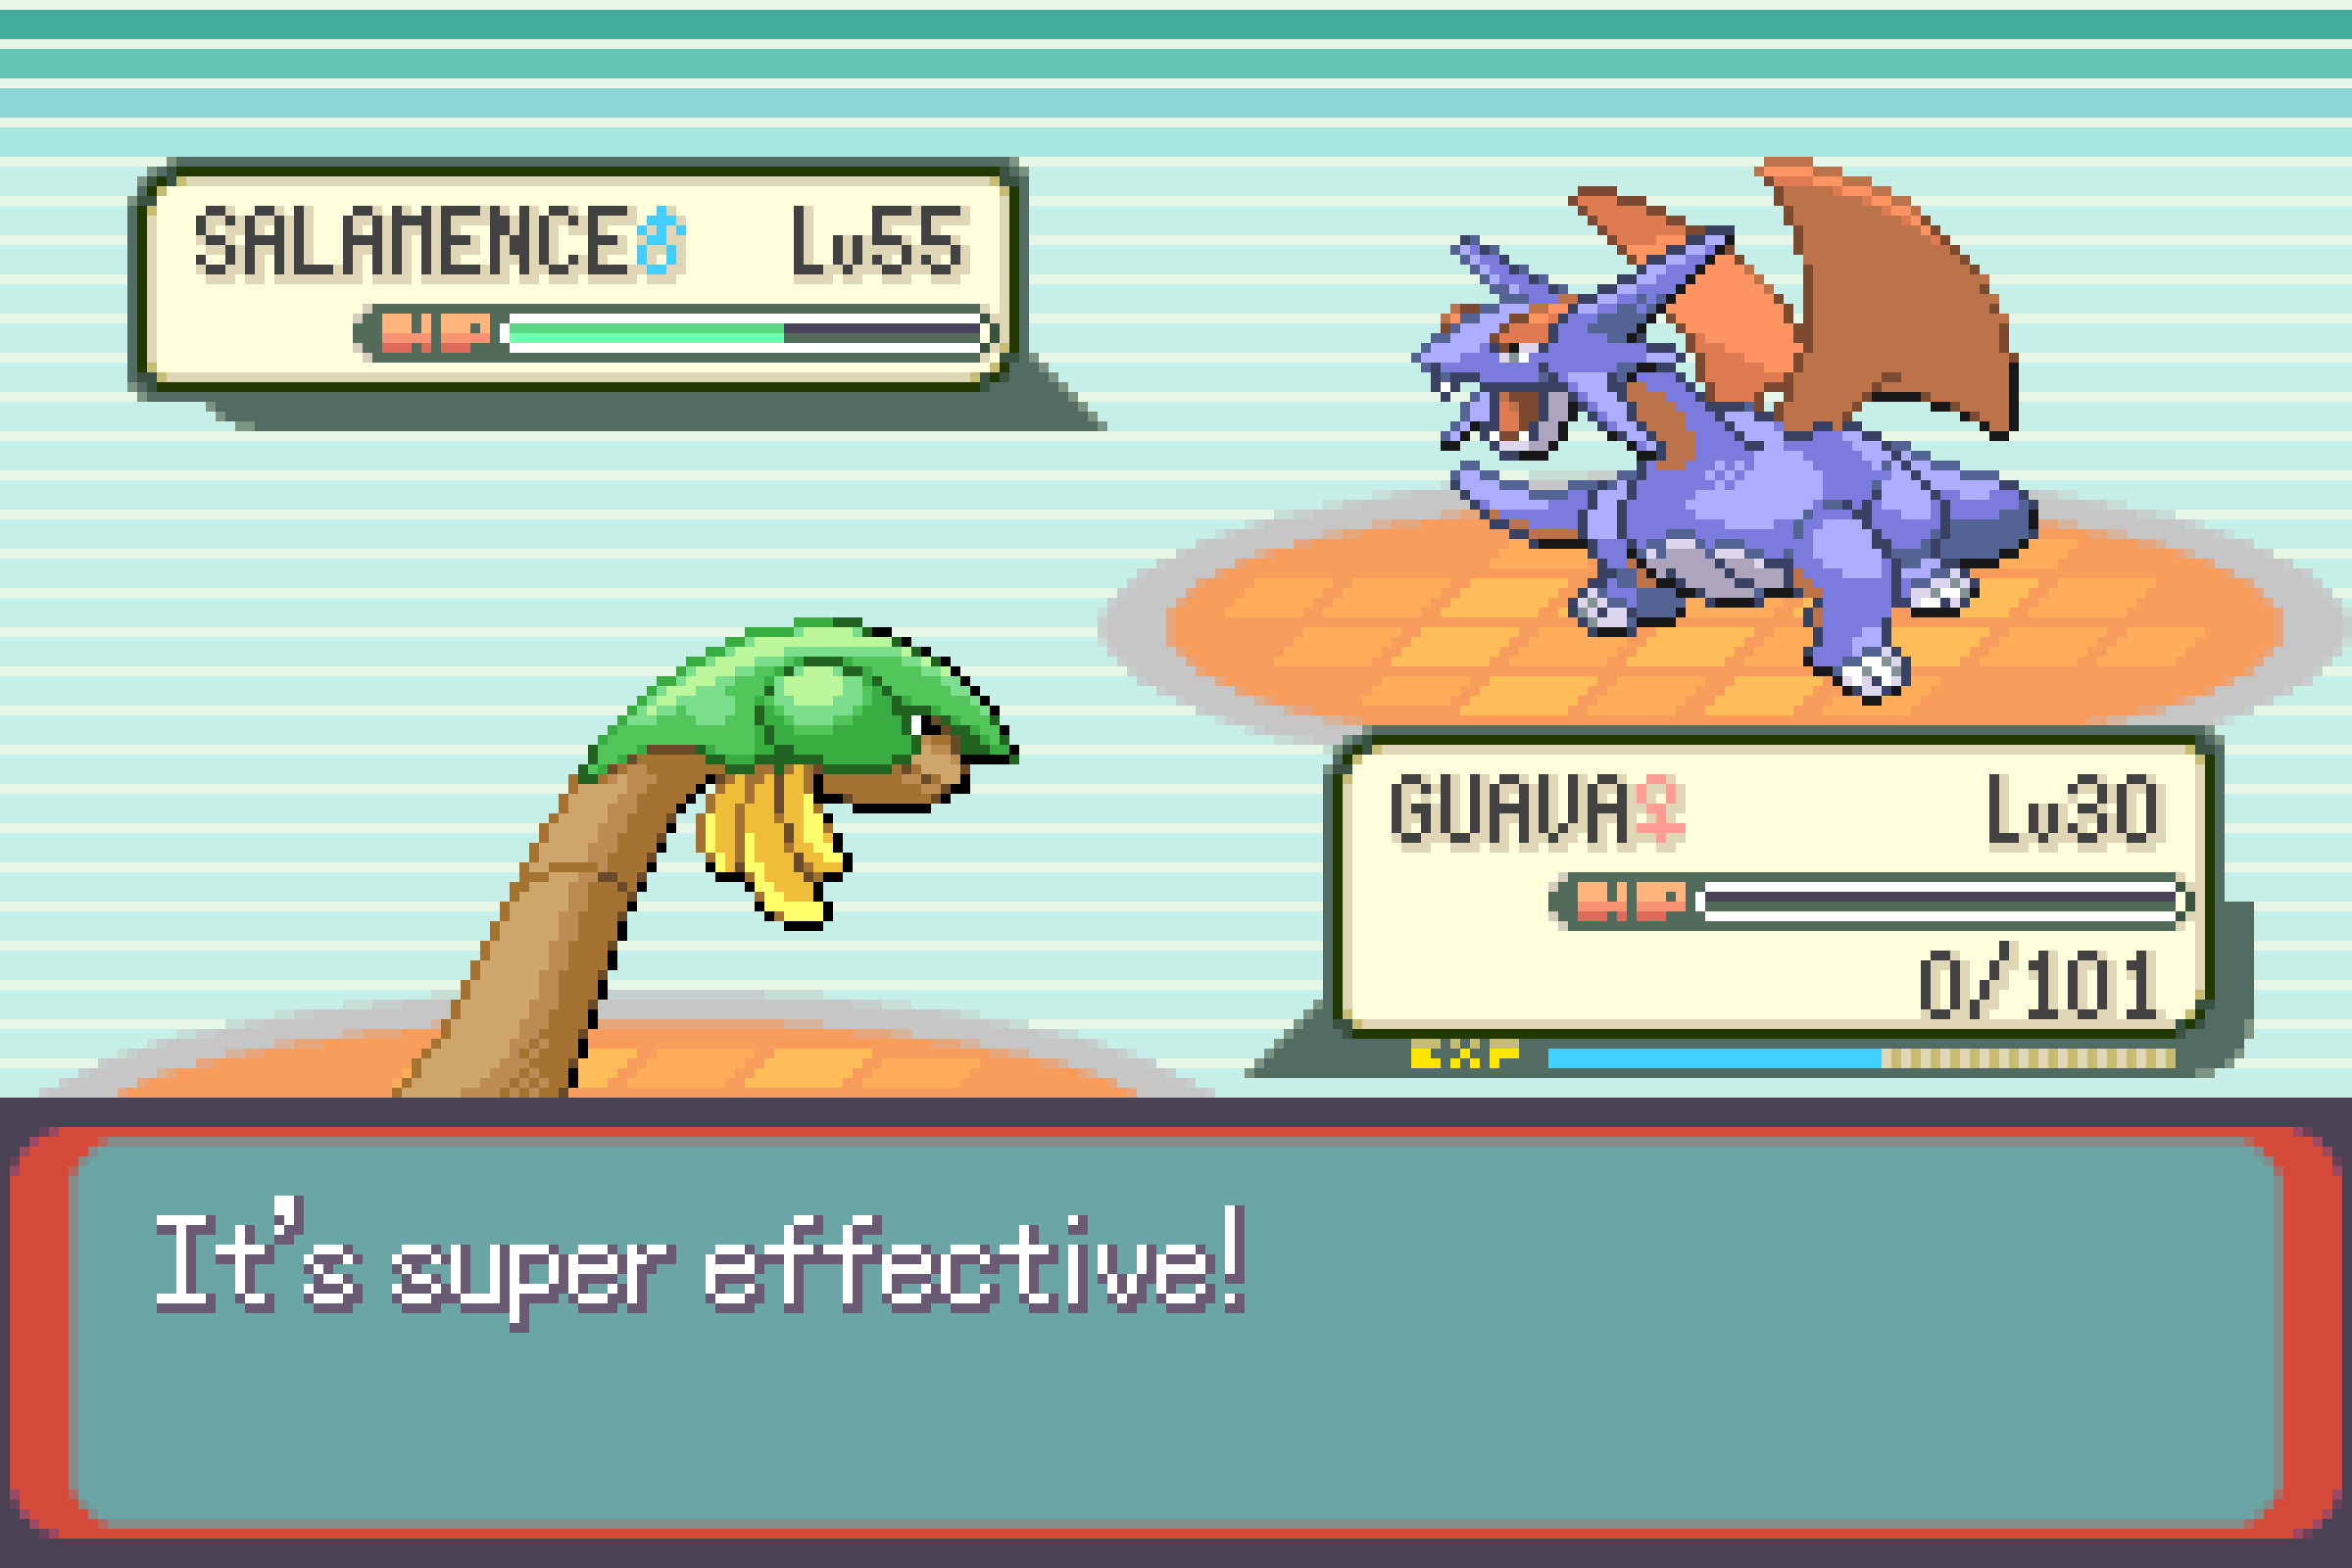 SALAMENCE♂ Lv55
HP
GUAVA♀ Lv30
HP
0/101
EXP
It's super effective!